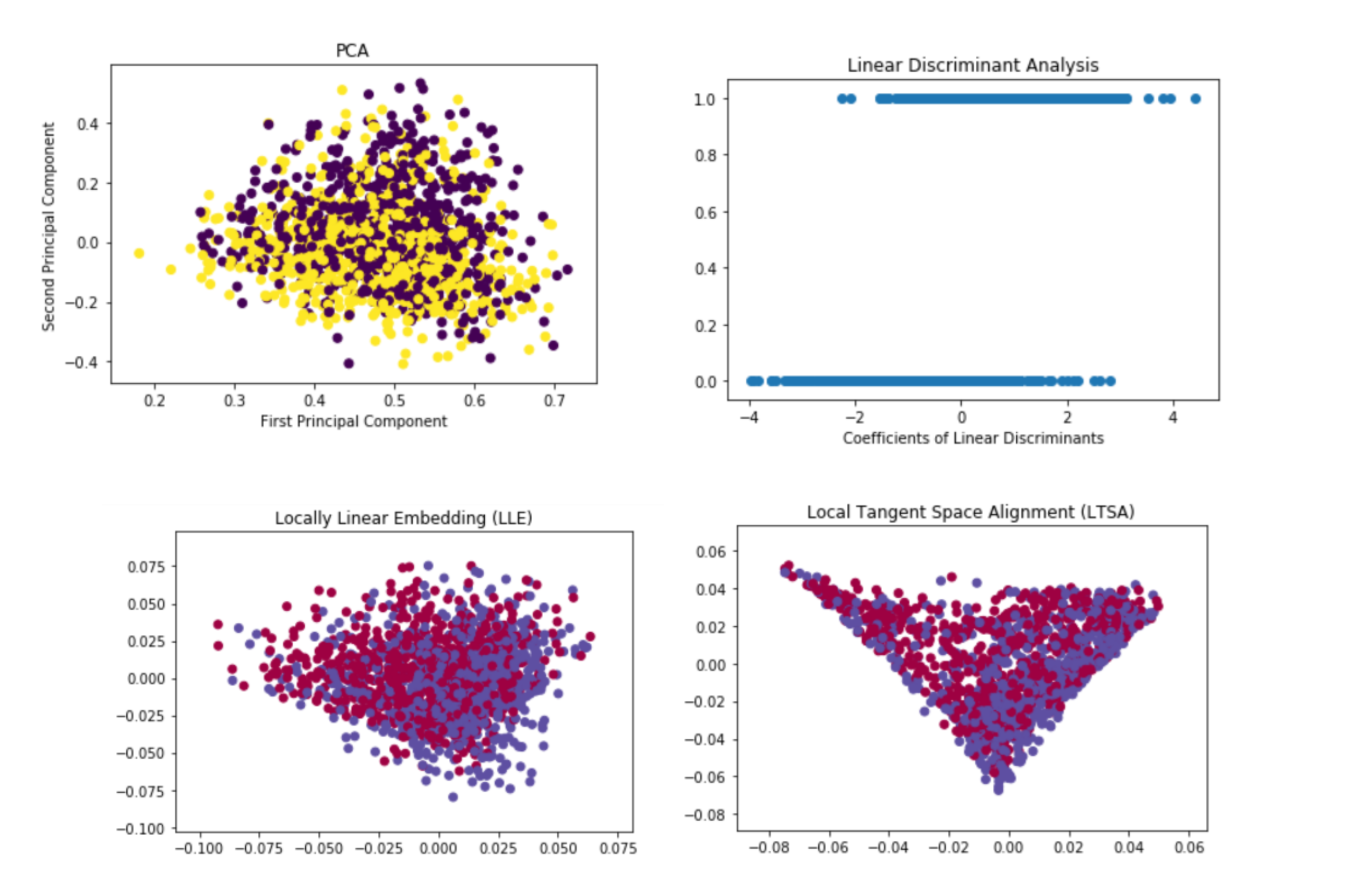 PCA
Second Principal Component
0.4
0.2
0.0
−0.2
−0.4
0.2 0.3 0.4 0.5 0.6 0.7
First Principal Component
Linear Discriminant Analysis
1.0
0.8
0.6
0.4
0.2
0.0
−4 −2 0 2 4
Coefficients of Linear Discriminants
Locally Linear Embedding (LLE)
0.075
0.050
0.025
0.000
−0.025
−0.050
−0.075
−0.100
−0.100 −0.075 −0.050 −0.025 0.000 0.025 0.050 0.075
Local Tangent Space Alignment (LTSA)
0.06
0.04
0.02
0.00
−0.02
−0.04
−0.06
−0.08
−0.08 −0.06 −0.04 −0.02 0.00 0.02 0.04 0.06